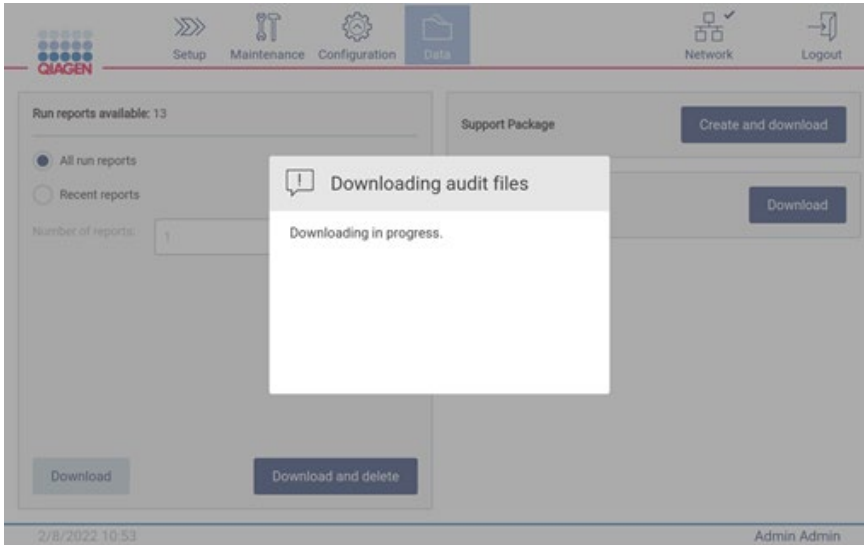 QIAGEN
Setup
Maintenance
Configuration
Data
Network
Logout
Run reports available: 13
All run reports
Recent reports
Number of reports:
1
Download
Download and delete
Support Package
Create and download
Download
Downloading audit files
Downloading in progress.
2/8/2022 10:53
Admin Admin